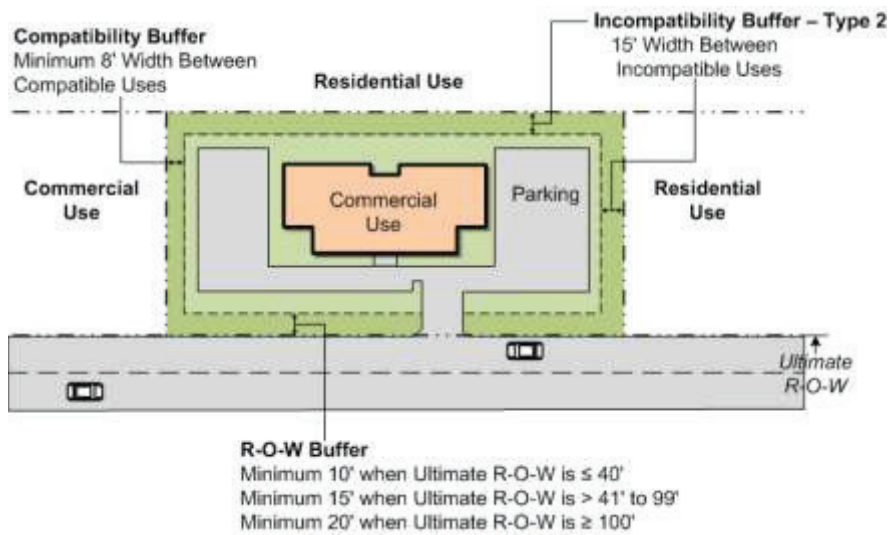 Compatibility Buffer
Minimum 8' Width Between
Compatible Uses
Incompatibility Buffer – Type 2
15' Width Between
Incompatible Uses
Residential Use
Commercial
Use
Commercial
Use
Parking
Residential
Use
Ultimate
R-O-W
R-O-W Buffer
Minimum 10' when Ultimate R-O-W is ≤ 40'
Minimum 15' when Ultimate R-O-W is > 41' to 99'
Minimum 20' when Ultimate R-O-W is ≥ 100'